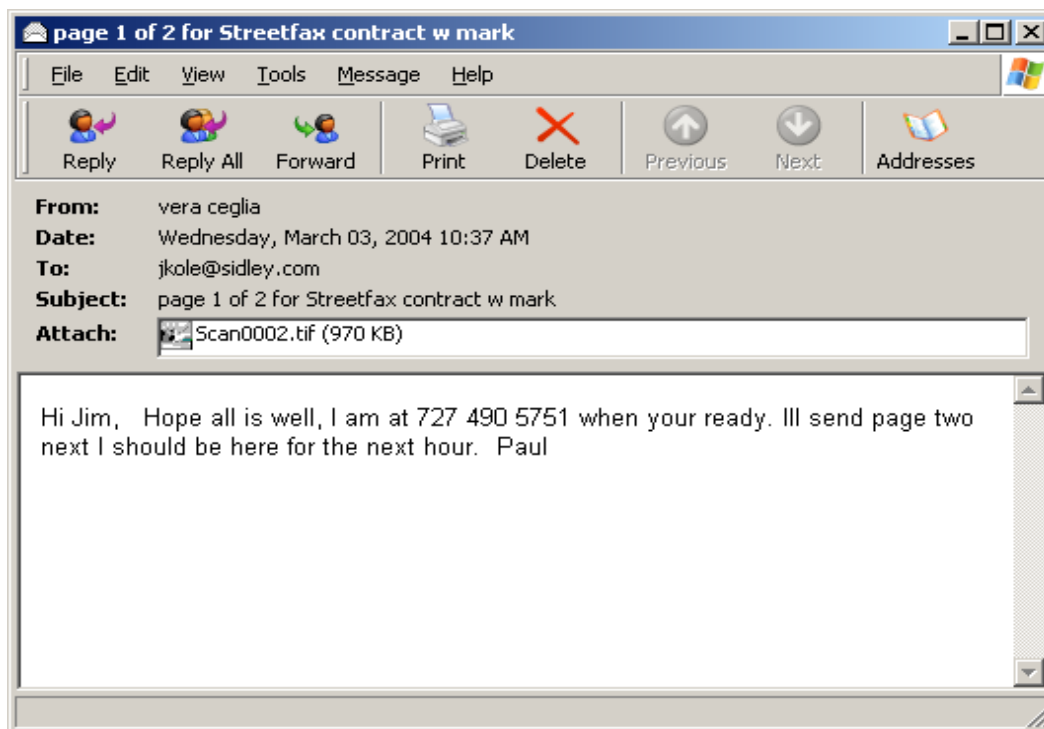 page 1 of 2 for Streetfax contract w mark
File Edit View Tools Message Help
Reply Reply All Forward Print Delete Previous Next Addresses
From: vera ceglia
Date: Wednesday, March 03, 2004 10:37 AM
To: jkole@sidley.com
Subject: page 1 of 2 for Streetfax contract w mark
Attach: Scan0002.tif (970 KB)
Hi Jim, Hope all is well, I am at 727 490 5751 when your ready. Ill send page two
next I should be here for the next hour. Paul